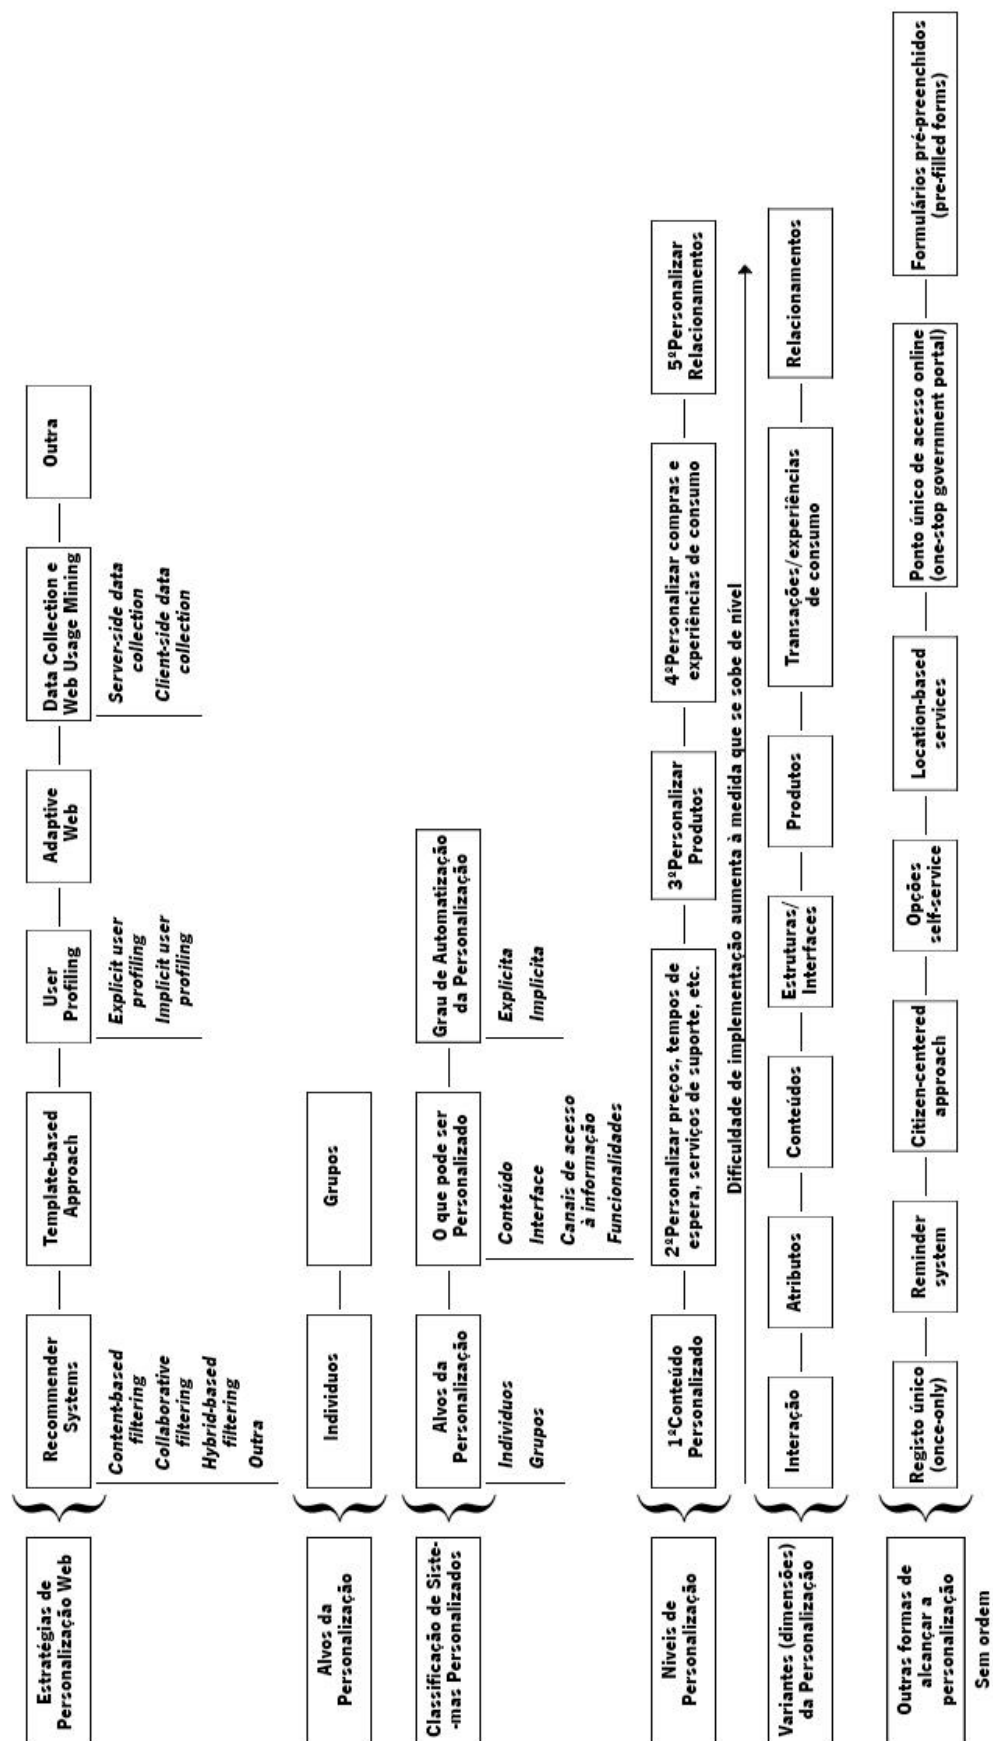 Estratégias de
Personalização Web
Recommender
Systems
Content-based
filtering
Collaborative
filtering
Hybrid-based
filtering
Outra
Template-based
Approach
User
Profiling
Explicit user
profiling
Implicit user
profiling
Adaptive
Web
Data Collection e
Web Usage Mining
Server-side data
collection
Client-side data
collection
Outra
Alvos da
Personalização
Individuos
Grupos
Classificação de Siste-
-mas Personalizados
Alvos da
Personalização
Individuos
Grupos
O que pode ser
Personalizado
Conteúdo
Interface
Canais de acesso
à informação
Funcionalidades
Grau de Automatização
da Personalização
Explicita
Implicita
Niveis de
Personalização
1ºConteúdo
Personalizado
2ºPersonalizar preços, tempos de
espera, serviços de suporte, etc.
3ºPersonalizar
Produtos
4ºPersonalizar compras e
experiências de consumo
5ºPersonalizar
Relacionamentos
Dificuldade de implementação aumenta à medida que se sobe de nível
Variantes (dimensões)
da Personalização
Interação
Atributos
Conteúdos
Estruturas/
Interfaces
Produtos
Transações/experiências
de consumo
Relacionamentos
Outras formas de
alcançar a
personalização
Sem ordem
Registo único
(once-only)
Reminder
system
Citizen-centered
approach
Opções
self-service
Location-based
services
Ponto único de acesso online
(one-stop government portal)
Formulários pré-preenchidos
(pre-filled forms)